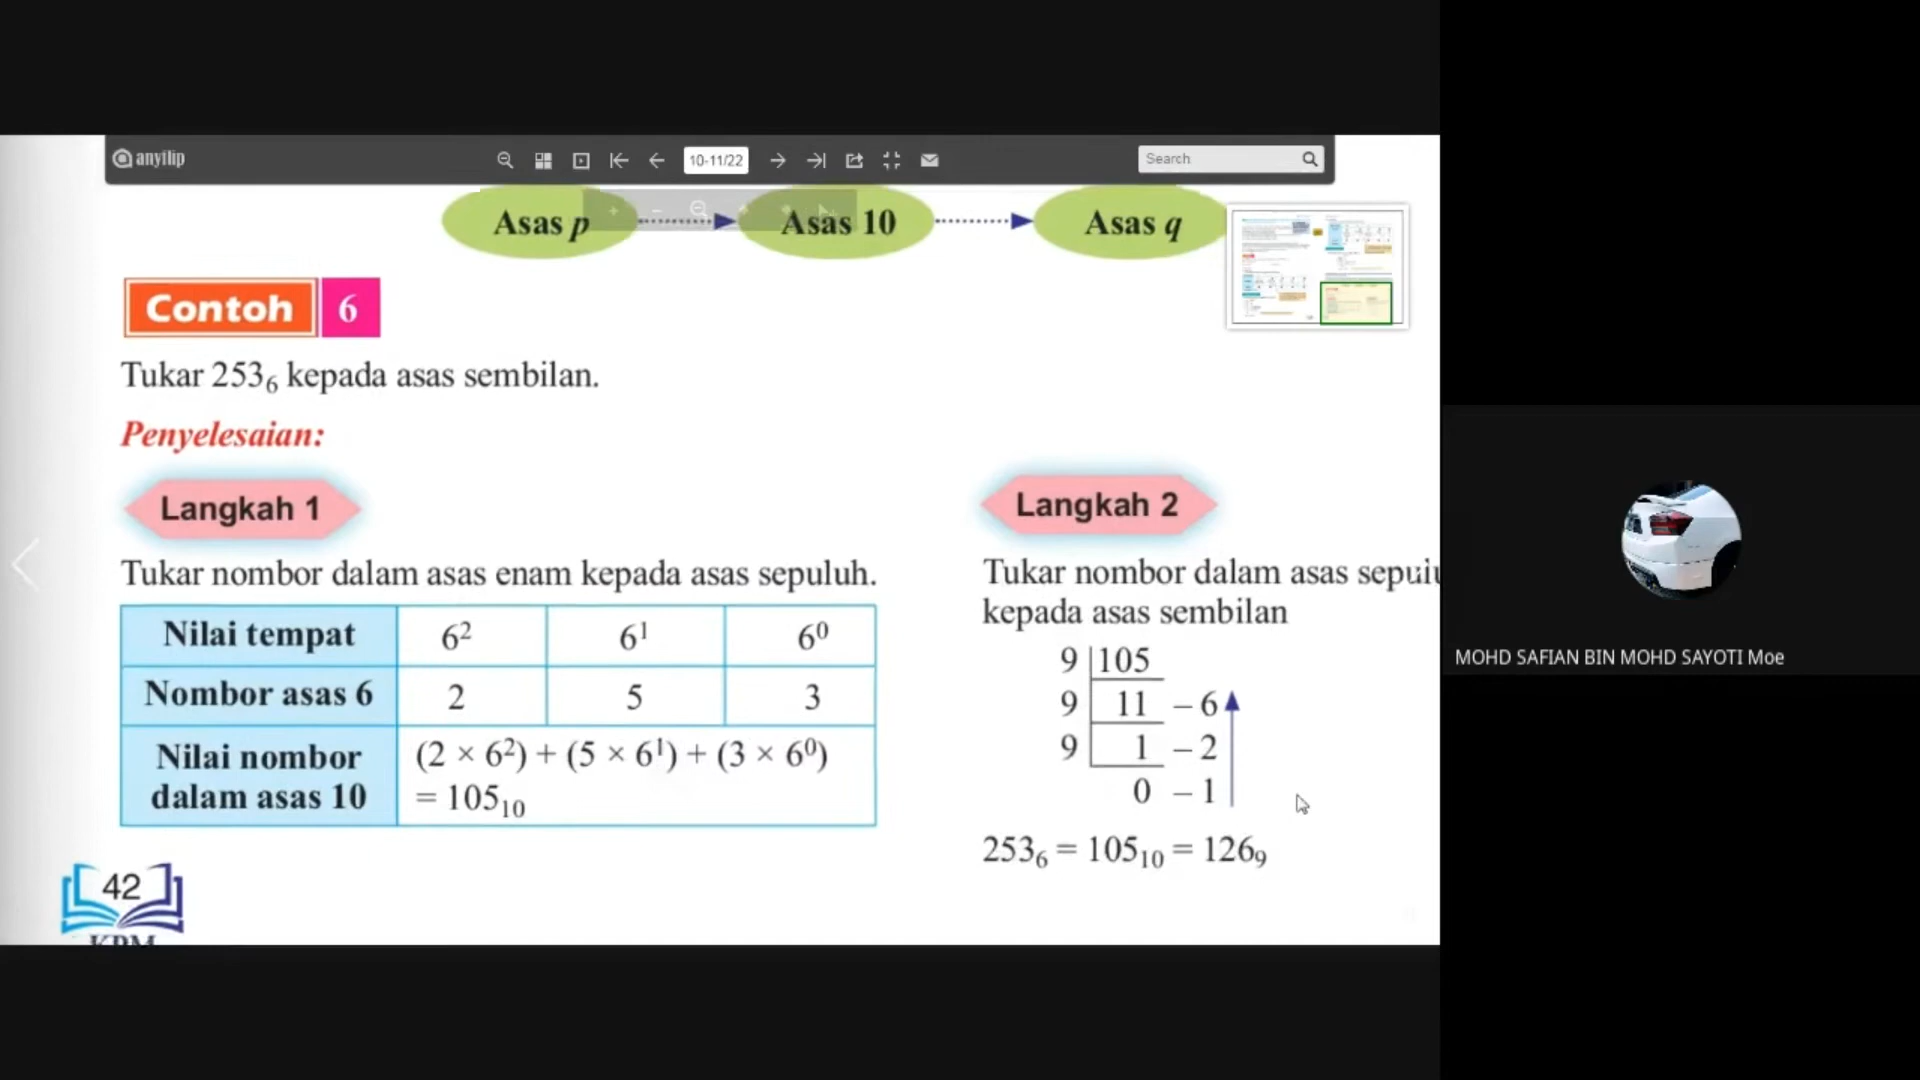 anyflip
10-11/22
Search
Asas p
Asas 10
Asas q
Contoh 6
Tukar 253₆ kepada asas sembilan.
Penyelesaian:
Langkah 1
Tukar nombor dalam asas enam kepada asas sepuluh.
Nilai tempat 6² 6¹ 6⁰
Nombor asas 6 2 5 3
Nilai nombor dalam asas 10 (2 × 6²) + (5 × 6¹) + (3 × 6⁰)
= 105₁₀
Langkah 2
Tukar nombor dalam asas
kepada asas sembilan
9 105
9 11 – 6
9 1 – 2
0 – 1
253₆ = 105₁₀ = 126₉
42
KPM
MOHD SAFIAN BIN MOHD SAYOTI Moe